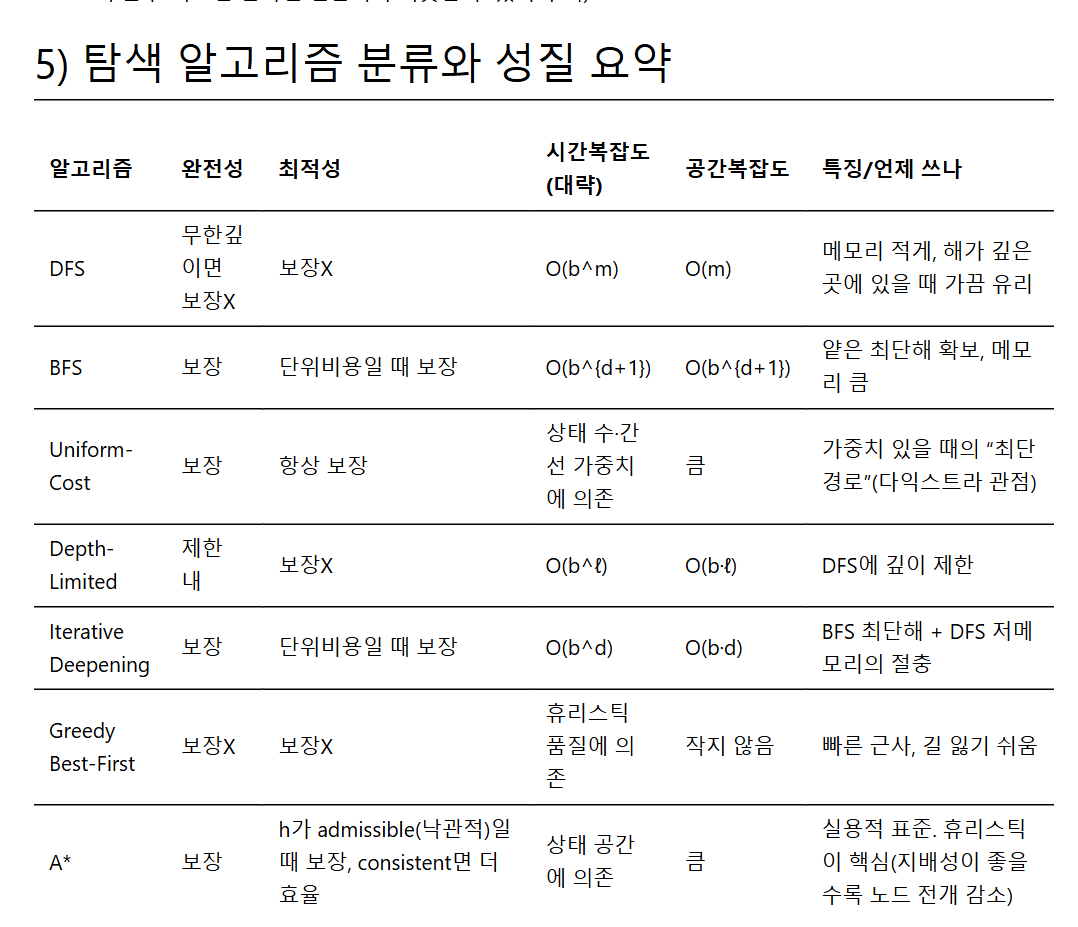 5) 탐색 알고리즘 분류와 성질 요약
알고리즘 완전성 최적성 시간복잡도 (대략) 공간복잡도 특징/언제 쓰나
DFS 무한깊이면 보장X 보장X O(b^m) O(m) 메모리 적게, 해가 깊은 곳에 있을 때 가끔 유리
BFS 보장 단위비용일 때 보장 O(b^{d+1}) O(b^{d+1}) 얕은 최단해 확보, 메모리 큼
Uniform-Cost 보장 항상 보장 상태 수·간선 가중치에 의존 큼 가중치 있을 때의 “최단 경로”(다익스트라 관점)
Depth-Limited 제한 내 보장X O(b^ℓ) O(b·ℓ) DFS에 깊이 제한
Iterative Deepening 보장 단위비용일 때 보장 O(b^d) O(b·d) BFS 최단해 + DFS 저메모리의 절충
Greedy Best-First 보장X 보장X 휴리스틱 품질에 의존 작지 않음 빠른 근사, 길 잃기 쉬움
A* 보장 h가 admissible(낙관적)일 때 보장, consistent면 더 효율 상태 공간에 의존 큼 실용적 표준. 휴리스틱이 핵심(지배성이 좋을수록 노드 전개 감소)